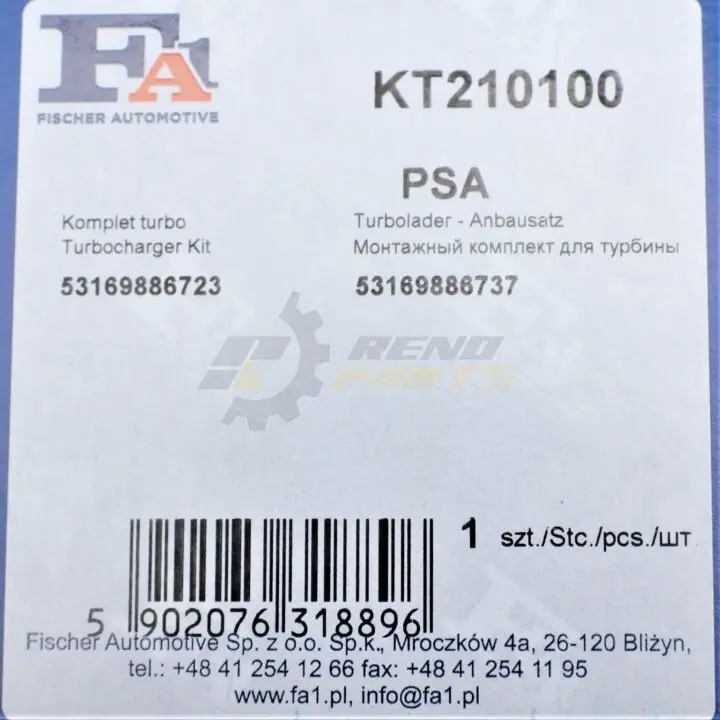 FA1
FISCHER AUTOMOTIVE
KT210100
PSA
Komplet turbo
Turbocharger Kit
53169886723
Turbolader - Anbausatz
Монтажный комплект для турбины
53169886737
RENO
PARTS
1 szt./Stc./pcs./шт
5 902076 318896
Fischer Automotive Sp. z o.o. Sp.k., Mroczków 4a, 26-120 Bliżyn,
tel.: +48 41 254 12 66 fax: +48 41 254 11 95
www.fa1.pl, info@fa1.pl